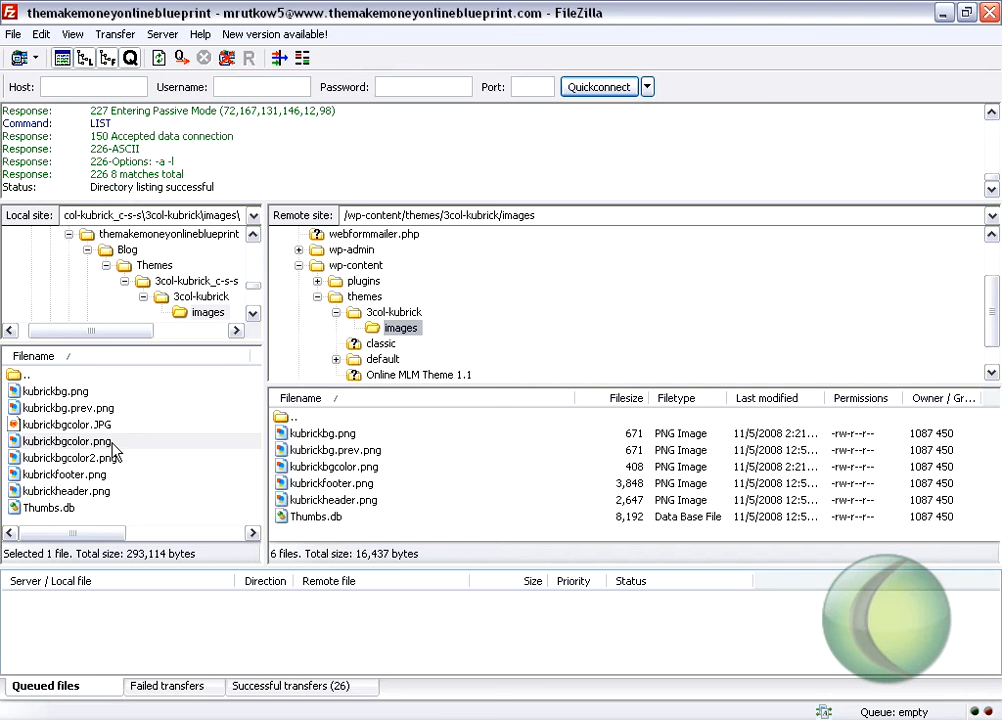 themakemoneyonlineblueprint - mrutkow5@www.themakemoneyonlineblueprint.com - FileZilla
File Edit View Transfer Server Help New version available!
Host: Username: Password: Port: Quickconnect
Response: 227 Entering Passive Mode (72,167,131,146,12,98)
Command: LIST
Response: 150 Accepted data connection
Response: 226-ASCII
Response: 226-Options: -a -l
Response: 226 8 matches total
Status: Directory listing successful
Local site: col-kubrick_c-s-s\3col-kubrick\images\
themakemoneyonlineblueprint
Blog
Themes
3col-kubrick_c-s-s
3col-kubrick
images
Filename /
..
kubrickbg.png
kubrickbg.prev.png
kubrickbgcolor.JPG
kubrickbgcolor.png
kubrickbgcolor2.png
kubrickfooter.png
kubrickheader.png
Thumbs.db
Selected 1 file. Total size: 293,114 bytes
Remote site: /wp-content/themes/3col-kubrick/images
webformmailer.php
wp-admin
wp-content
plugins
themes
3col-kubrick
images
classic
default
Online MLM Theme 1.1
Filename / Filesize Filetype Last modified Permissions Owner / Gr...
..
kubrickbg.png 671 PNG Image 11/5/2008 2:21... -rw-r--r-- 1087 450
kubrickbg.prev.png 671 PNG Image 11/5/2008 12:5... -rw-r--r-- 1087 450
kubrickbgcolor.png 408 PNG Image 11/5/2008 2:21... -rw-r--r-- 1087 450
kubrickfooter.png 3,848 PNG Image 11/5/2008 12:5... -rw-r--r-- 1087 450
kubrickheader.png 2,647 PNG Image 11/5/2008 12:5... -rw-r--r-- 1087 450
Thumbs.db 8,192 Data Base File 11/5/2008 12:5... -rw-r--r-- 1087 450
6 files. Total size: 16,437 bytes
Server / Local file Direction Remote file Size Priority Status
Queued files Failed transfers Successful transfers (26)
Queue: empty